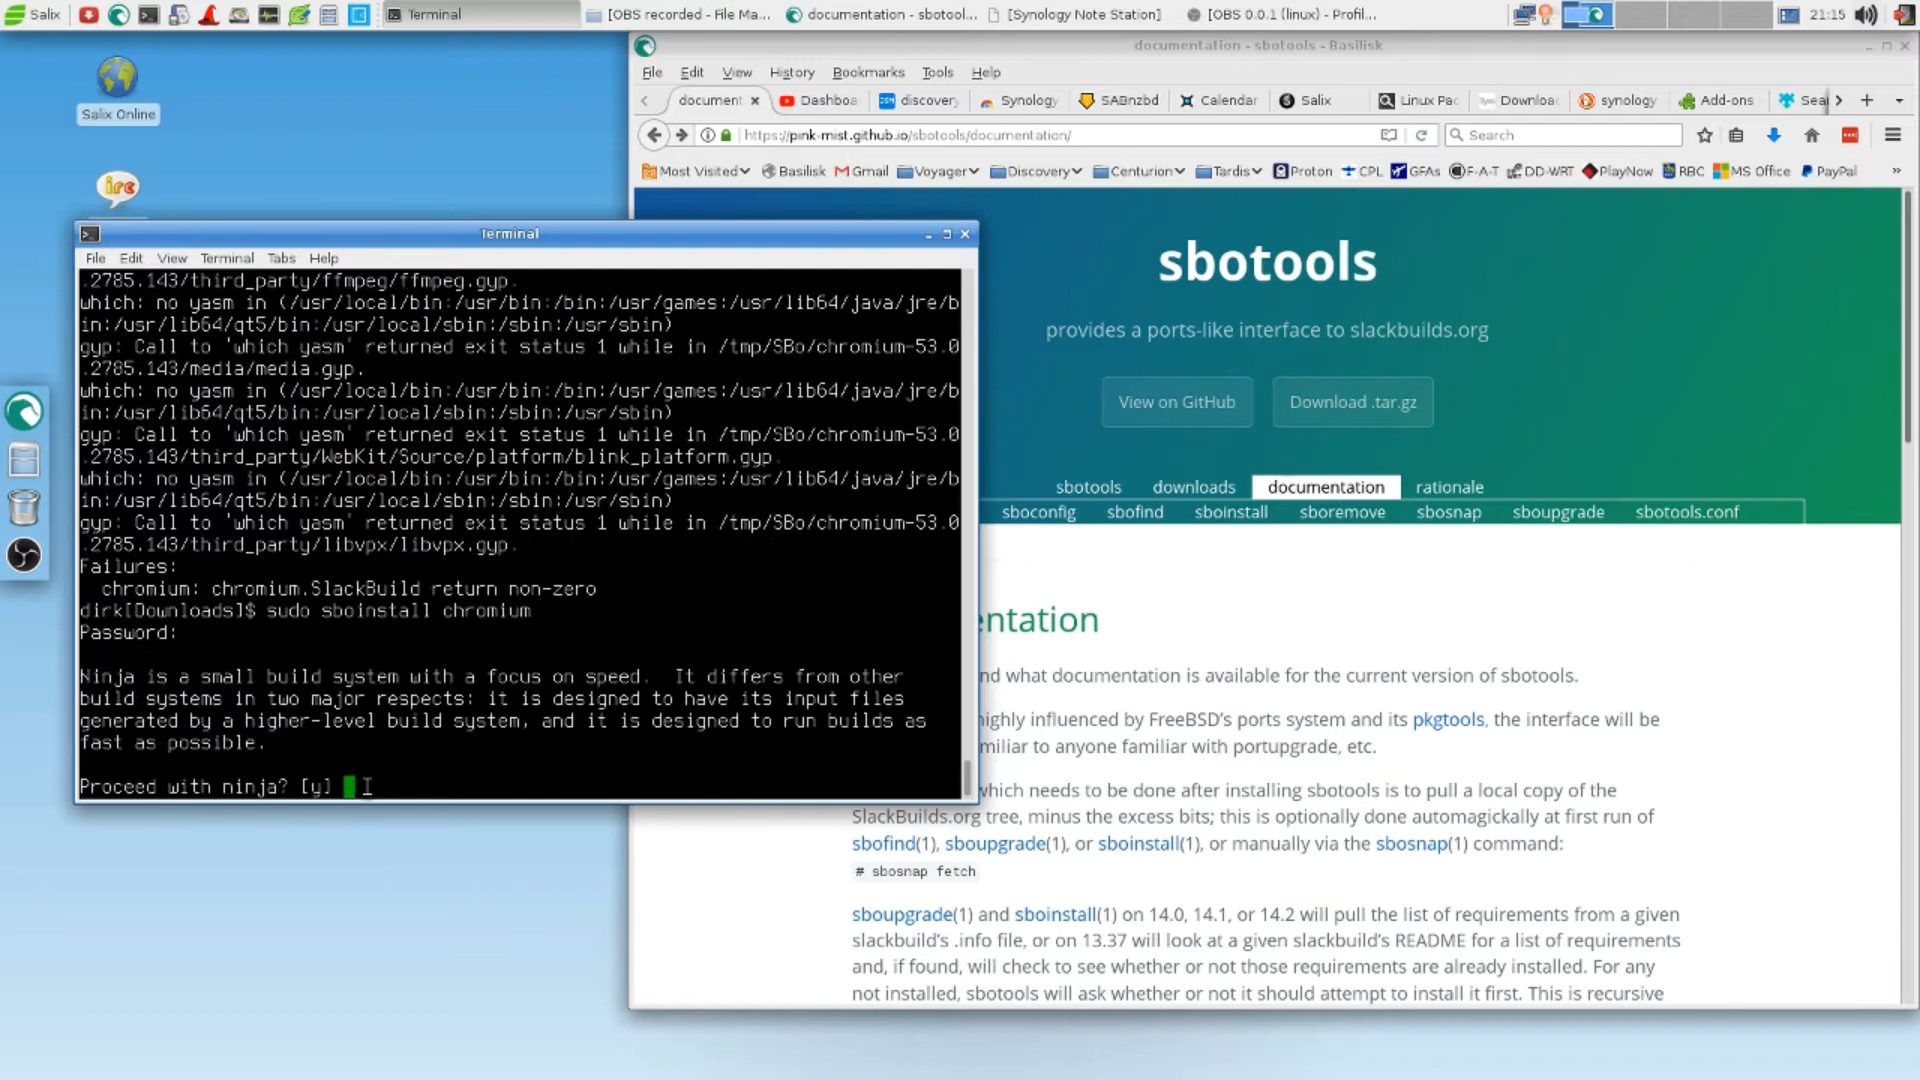 Salix
Terminal
[OBS recorded - File Ma...
documentation - sbotool...
[Synology Note Station]
[OBS 0.0.1 (linux) - Profil...
21:15
Salix Online
irc
documentation - sbotools - Basilisk
File Edit View History Bookmarks Tools Help
document
Dashboa
discovery
Synology
SABnzbd
Calendar
Salix
Linux Pac
Downloa
synology
Add-ons
Sea
https://pink-mist.github.io/sbotools/documentation/
Search
Most Visited Basilisk Gmail Voyager Discovery Centurion Tardis Proton CPL GFAs F-A-T DD-WRT PlayNow RBC MS Office PayPal
sbotools
provides a ports-like interface to slackbuilds.org
View on GitHub
Download .tar.gz
sbotools downloads documentation rationale
sboconfig sbofind sboinstall sboremove sbosnap sboupgrade sbotools.conf
entation
nd what documentation is available for the current version of sbotools.
highly influenced by FreeBSD's ports system and its pkgtools, the interface will be
miliar to anyone familiar with portupgrade, etc.
which needs to be done after installing sbotools is to pull a local copy of the
SlackBuilds.org tree, minus the excess bits; this is optionally done automagickally at first run of
sbofind(1), sboupgrade(1), or sboinstall(1), or manually via the sbosnap(1) command:
# sbosnap fetch
sboupgrade(1) and sboinstall(1) on 14.0, 14.1, or 14.2 will pull the list of requirements from a given
slackbuild's .info file, or on 13.37 will look at a given slackbuild's README for a list of requirements
and, if found, will check to see whether or not those requirements are already installed. For any
not installed, sbotools will ask whether or not it should attempt to install it first. This is recursive
Terminal
File Edit View Terminal Tabs Help
.2785.143/third_party/ffmpeg/ffmpeg.gyp.
which: no yasm in (/usr/local/bin:/usr/bin:/bin:/usr/games:/usr/lib64/java/jre/b
in:/usr/lib64/qt5/bin:/usr/local/sbin:/sbin:/usr/sbin)
gyp: Call to 'which yasm' returned exit status 1 while in /tmp/SBo/chromium-53.0
.2785.143/media/media.gyp.
which: no yasm in (/usr/local/bin:/usr/bin:/bin:/usr/games:/usr/lib64/java/jre/b
in:/usr/lib64/qt5/bin:/usr/local/sbin:/sbin:/usr/sbin)
gyp: Call to 'which yasm' returned exit status 1 while in /tmp/SBo/chromium-53.0
.2785.143/third_party/WebKit/Source/platform/blink_platform.gyp.
which: no yasm in (/usr/local/bin:/usr/bin:/bin:/usr/games:/usr/lib64/java/jre/b
in:/usr/lib64/qt5/bin:/usr/local/sbin:/sbin:/usr/sbin)
gyp: Call to 'which yasm' returned exit status 1 while in /tmp/SBo/chromium-53.0
.2785.143/third_party/libvpx/libvpx.gyp.
Failures:
chromium: chromium.SlackBuild return non-zero
dirk[Downloads]$ sudo sboinstall chromium
Password:
Ninja is a small build system with a focus on speed.  It differs from other
build systems in two major respects: it is designed to have its input files
generated by a higher-level build system, and it is designed to run builds as
fast as possible.
Proceed with ninja? [y]